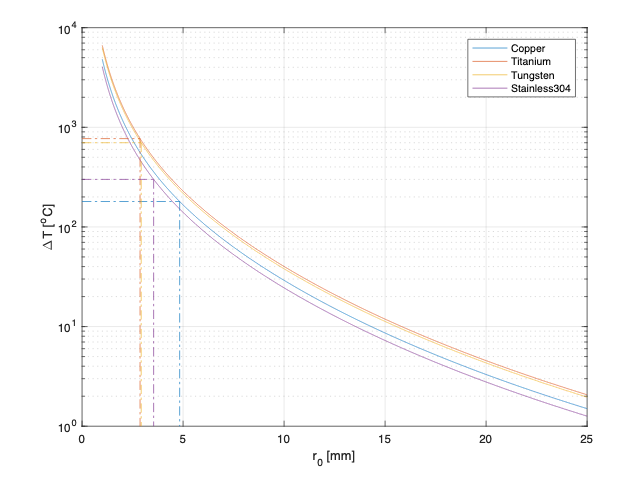 10^4
10^3
10^2
10^1
10^0
Δ T [°C]
0 5 10 15 20 25
r_0 [mm]
Copper
Titanium
Tungsten
Stainless304